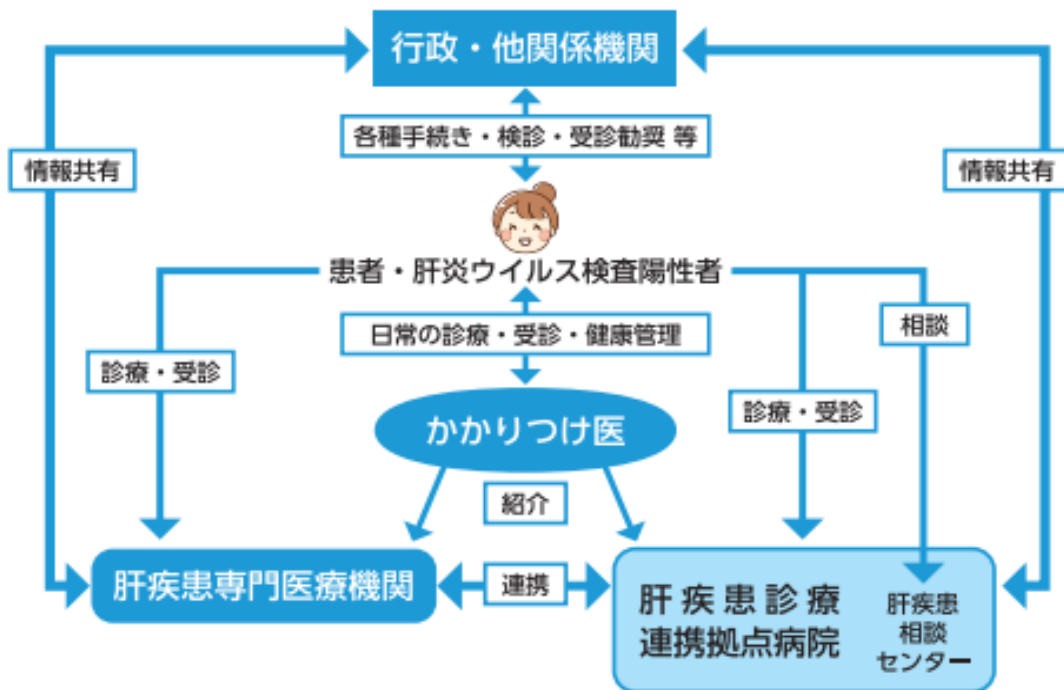 行政・他関係機関
各種手続き・検診・受診勧奨 等
情報共有
情報共有
患者・肝炎ウイルス検査陽性者
日常の診療・受診・健康管理
相談
診療・受診
診療・受診
かかりつけ医
紹介
肝疾患専門医療機関
連携
肝疾患診療
連携拠点病院
肝疾患
相談
センター